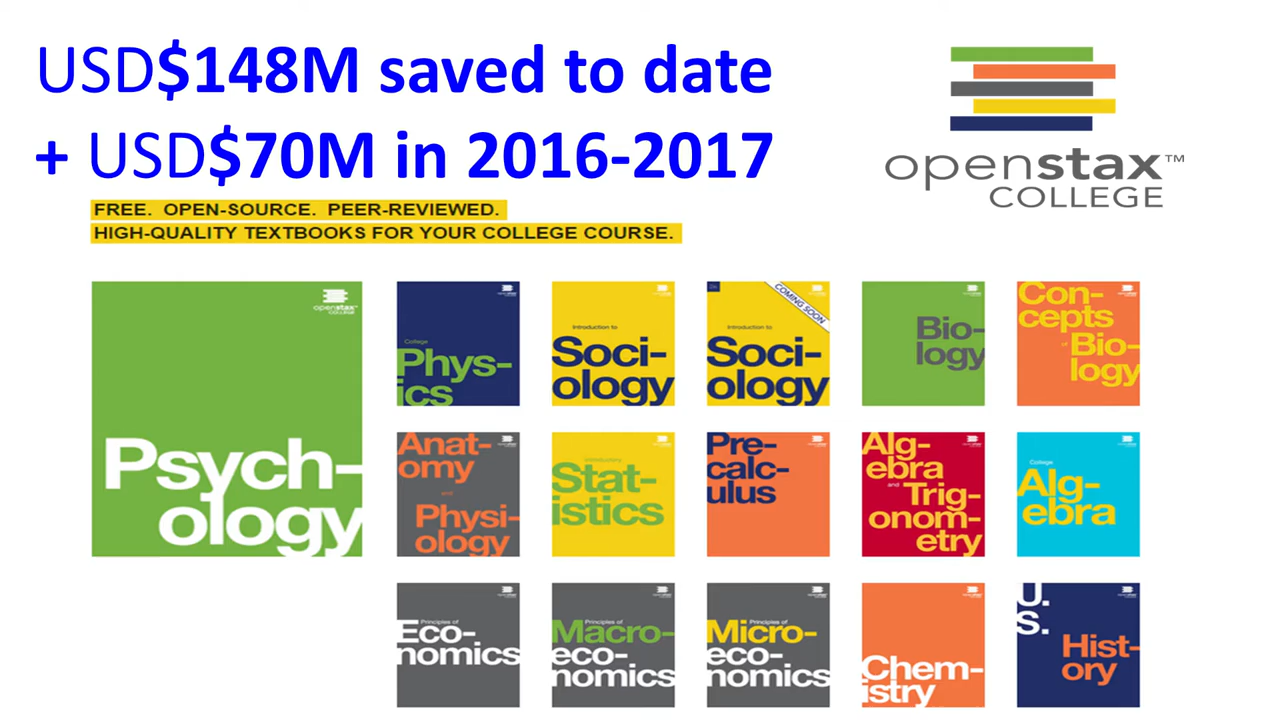 USD$148M saved to date
+ USD$70M in 2016-2017
FREE. OPEN-SOURCE. PEER-REVIEWED.
HIGH-QUALITY TEXTBOOKS FOR YOUR COLLEGE COURSE.
openstax™
COLLEGE
openstax™
COLLEGE
Psych-
ology
College
Phys-
ics
Introduction to
Soci-
ology
2e
COMING SOON
Introduction to
Soci-
ology
Bio-
logy
Con-
cepts
of Bio-
logy
Anat-
omy
and
Physi-
ology
Introductory
Stat-
istics
Pre-
calc-
ulus
Alg-
ebra
and Trig-
onom-
etry
College
Alg-
ebra
Principles of
Eco-
nomics
Principles of
Macro-
eco-
nomics
Principles of
Micro-
eco-
nomics
Chem-
istry
U.
S.
Hist-
ory